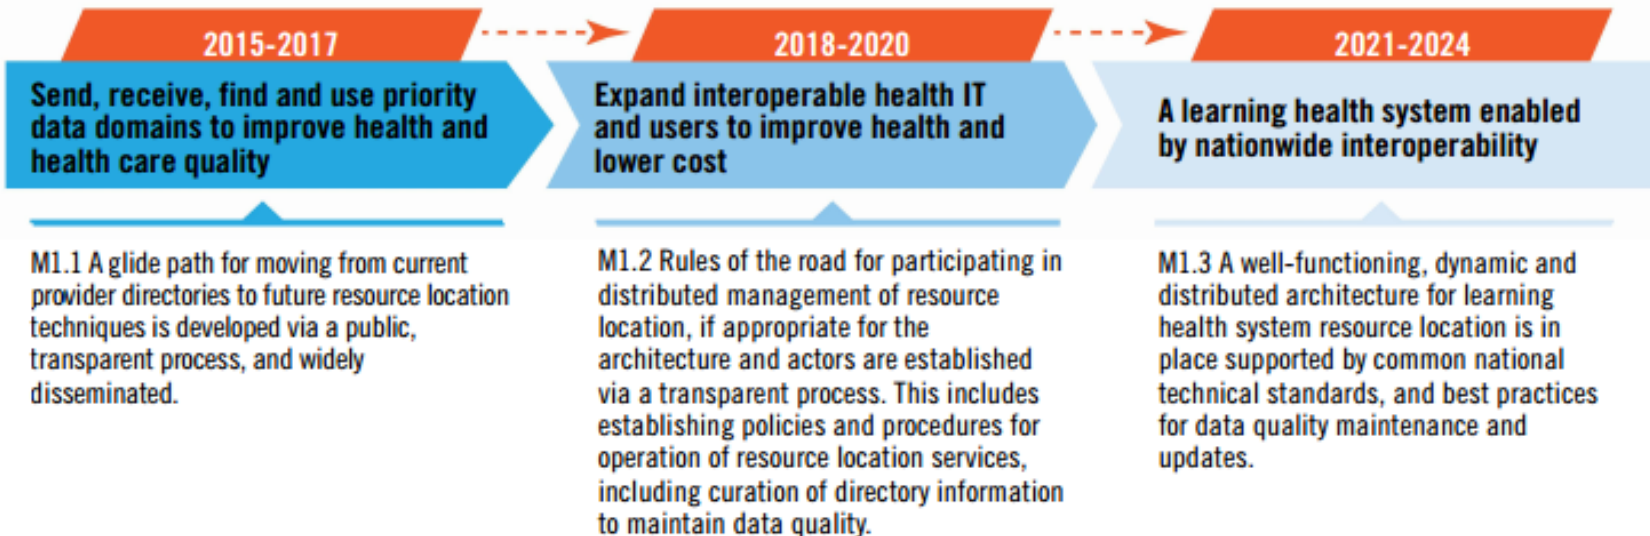 2015-2017
Send, receive, find and use priority
data domains to improve health and
health care quality
M1.1 A glide path for moving from current
provider directories to future resource location
techniques is developed via a public,
transparent process, and widely
disseminated.
2018-2020
Expand interoperable health IT
and users to improve health and
lower cost
M1.2 Rules of the road for participating in
distributed management of resource
location, if appropriate for the
architecture and actors are established
via a transparent process. This includes
establishing policies and procedures for
operation of resource location services,
including curation of directory information
to maintain data quality.
2021-2024
A learning health system enabled
by nationwide interoperability
M1.3 A well-functioning, dynamic and
distributed architecture for learning
health system resource location is in
place supported by common national
technical standards, and best practices
for data quality maintenance and
updates.